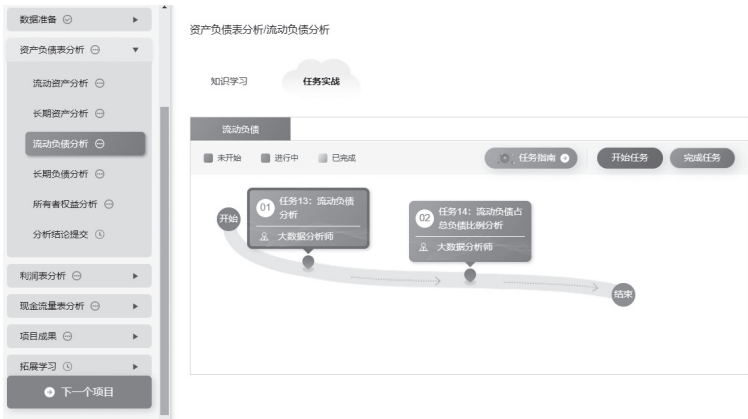 数据准备
资产负债表分析
流动资产分析
长期资产分析
流动负债分析
长期负债分析
所有者权益分析
分析结论提交
利润表分析
现金流量表分析
项目成果
拓展学习
下一个项目
资产负债表分析/流动负债分析
知识学习
任务实战
流动负债
未开始 进行中 已完成
任务指南 开始任务 完成任务
开始
01 任务13：流动负债
分析
大数据分析师
02 任务14：流动负债占
总负债比例分析
大数据分析师
结束